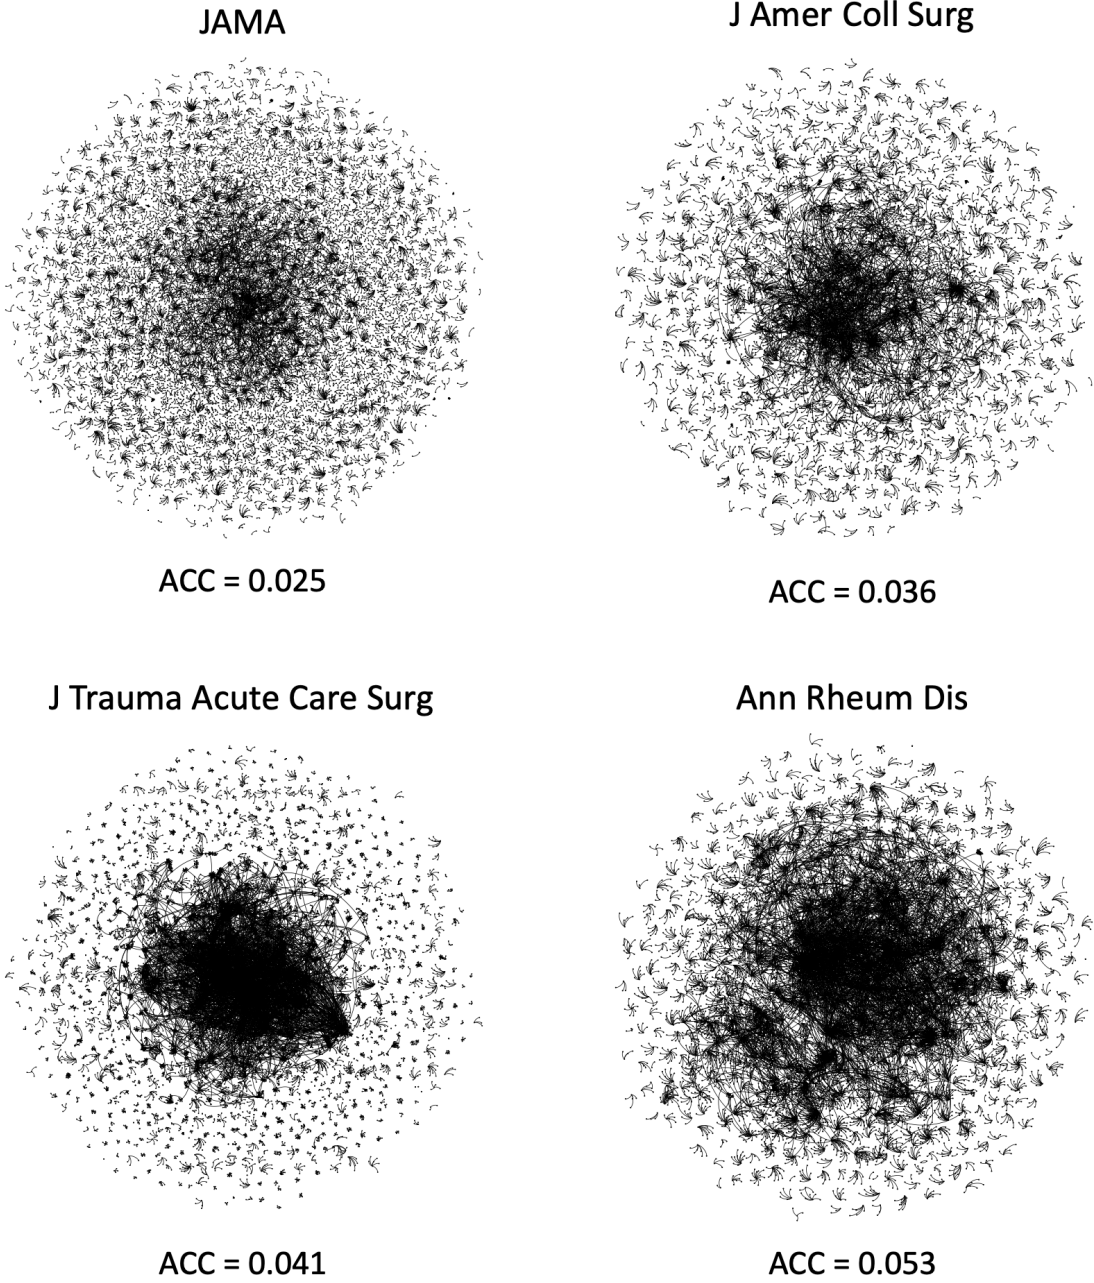 JAMA
J Amer Coll Surg
ACC = 0.025
ACC = 0.036
J Trauma Acute Care Surg
Ann Rheum Dis
ACC = 0.041
ACC = 0.053